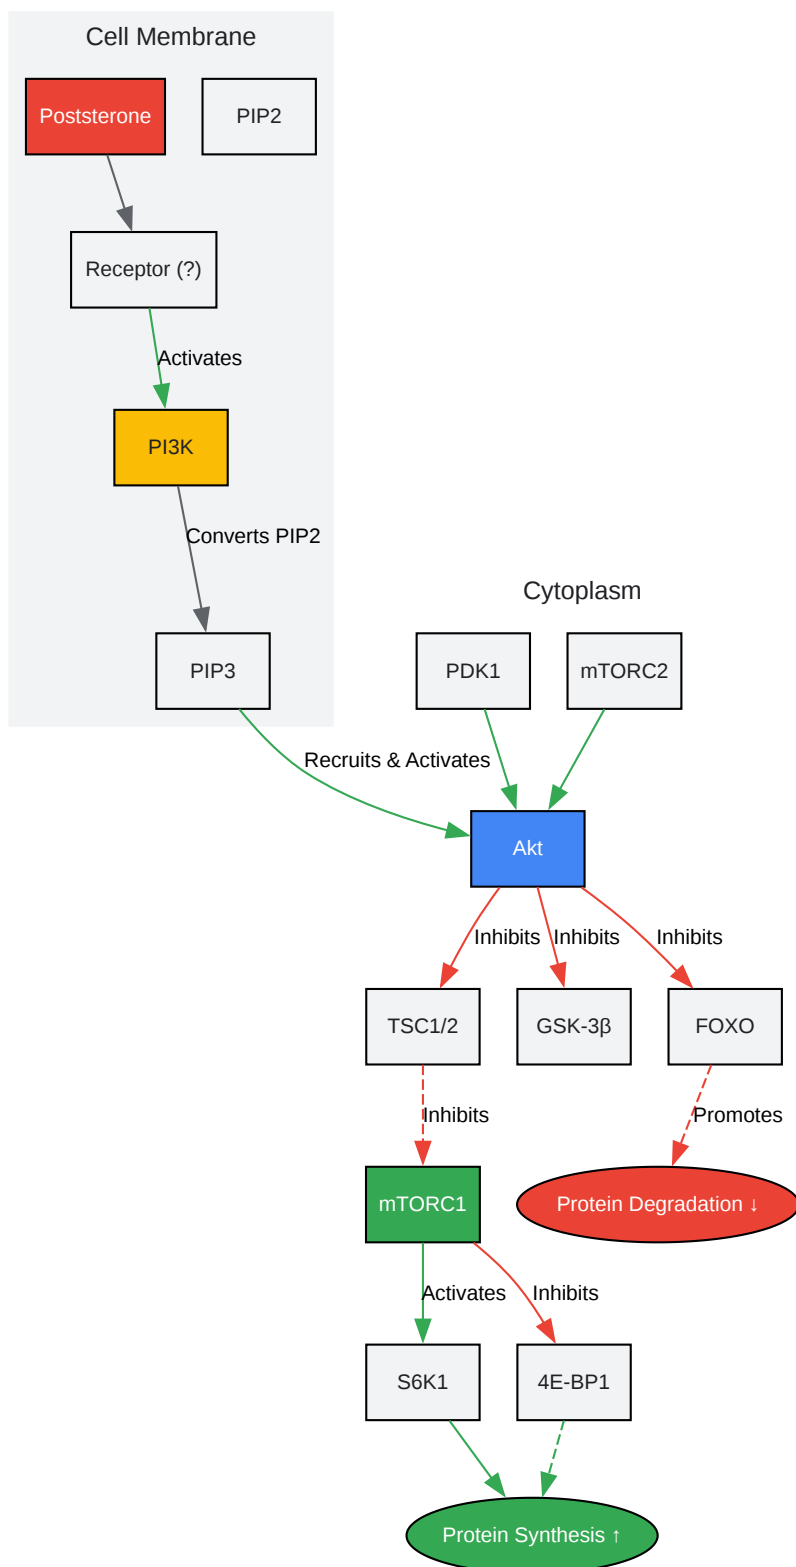 Cell Membrane
Poststerone
PIP2
Receptor (?)
Activates
PI3K
Converts PIP2
Cytoplasm
PIP3
PDK1
mTORC2
Recruits & Activates
Akt
Inhibits
Inhibits
Inhibits
TSC1/2
GSK-3β
FOXO
Inhibits
Promotes
mTORC1
Protein Degradation ↓
Activates
Inhibits
S6K1
4E-BP1
Protein Synthesis ↑